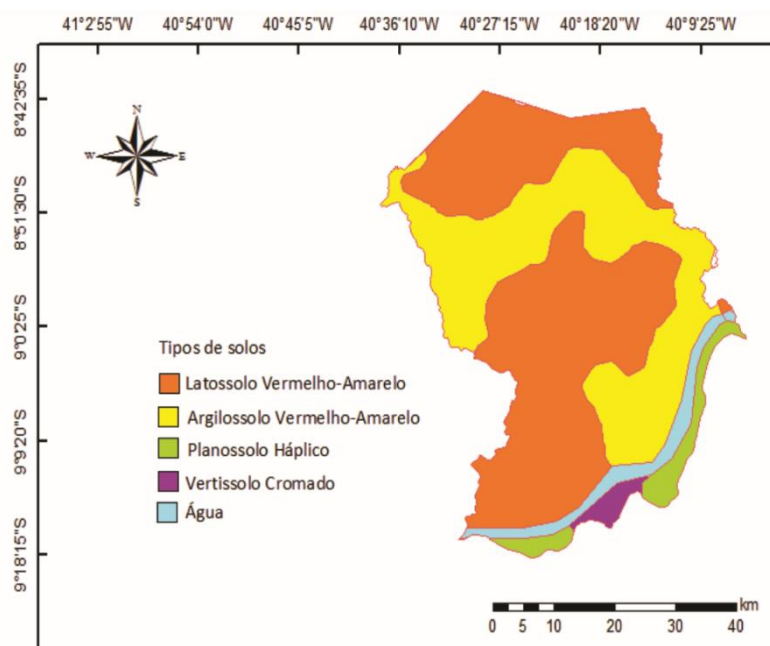 41°2'55"W 40°54'0"W 40°45'5"W 40°36'10"W 40°27'15"W 40°18'20"W 40°9'25"W
8°42'35"S
8°51'30"S
9°0'25"S
9°9'20"S
9°18'15"S
N
W E
S
Tipos de solos
Latossolo Vermelho-Amarelo
Argilossolo Vermelho-Amarelo
Planossolo Háplico
Vertissolo Cromado
Água
km
0 5 10 20 30 40